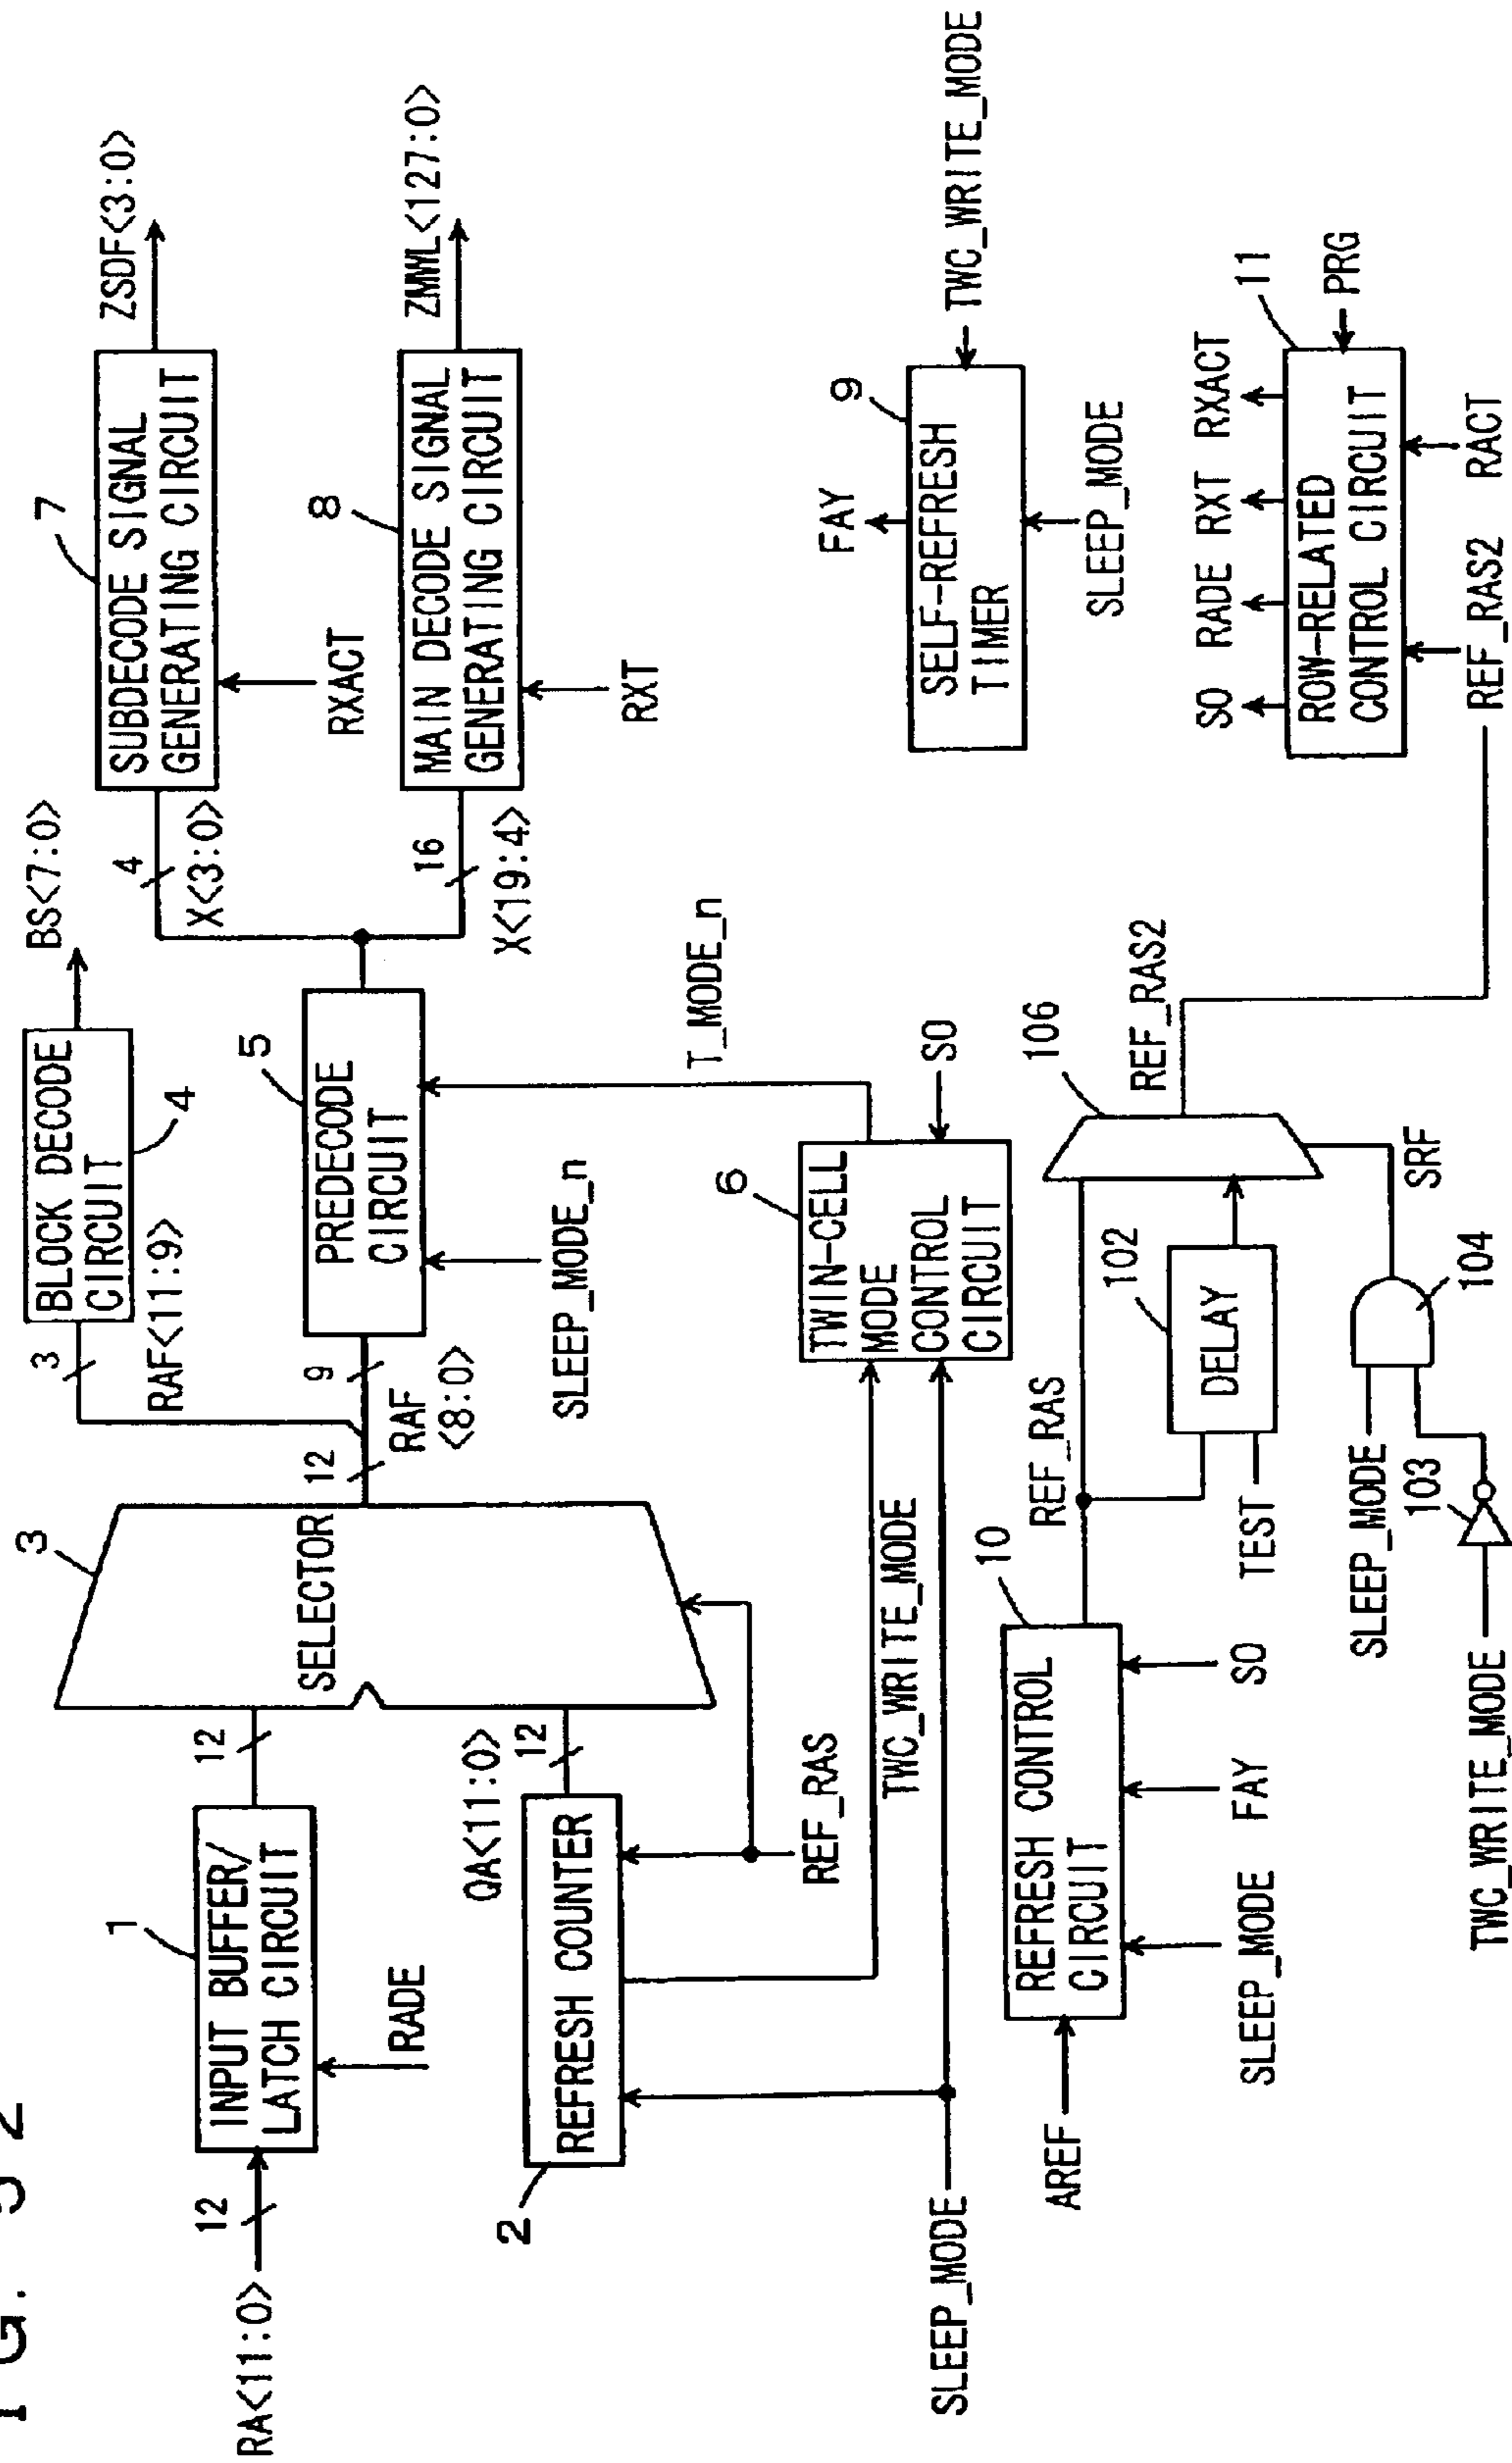 RA<11:0>
12
1
INPUT BUFFER/
LATCH CIRCUIT
RADE
12
2
REFRESH COUNTER
QA<11:0>
12
REF_RAS
3
SELECTOR
12
RAF<11:9>
3
BLOCK DECODE
CIRCUIT
4
BS<7:0>
9
RAF
<8:0>
5
PREDECODE
CIRCUIT
SLEEP_MODE_n
T_MODE_n
4
X<3:0>
16
X<19:4>
7
SUBDECODE SIGNAL
GENERATING CIRCUIT
RXACT
ZSDF<3:0>
8
MAIN DECODE SIGNAL
GENERATING CIRCUIT
RXT
ZMWL<127:0>
SLEEP_MODE
TWC_WRITE_MODE
6
TWIN-CELL
MODE
CONTROL
CIRCUIT
SO
9
SELF-REFRESH
TIMER
FAY
TWC_WRITE_MODE
SLEEP_MODE
AREF
10
REFRESH CONTROL
CIRCUIT
SLEEP_MODE
FAY
SO
REF_RAS
TEST
102
DELAY
106
REF_RAS2
SRF
SLEEP_MODE
103
104
TWC_WRITE_MODE
11
SO
RADE
RXT
RXACT
ROW-RELATED
CONTROL CIRCUIT
PRG
REF_RAS2
RACT